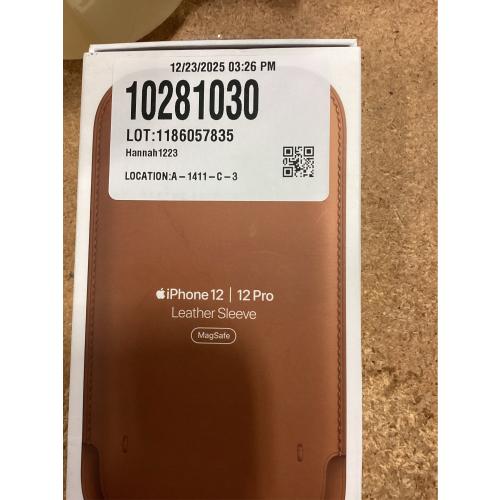 12/23/2025 03:26 PM
10281030
LOT:1186057835
Hannah1223
LOCATION:A-1411-C-3
iPhone 12 | 12 Pro
Leather Sleeve
MagSafe